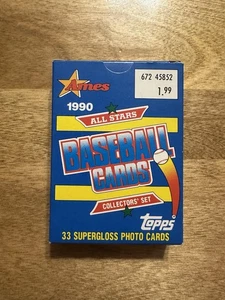 Ames
672 45852
1.99
1990
ALL STARS
BASEBALL
CARDS
COLLECTORS' SET
Topps
33 SUPERGLOSS PHOTO CARDS